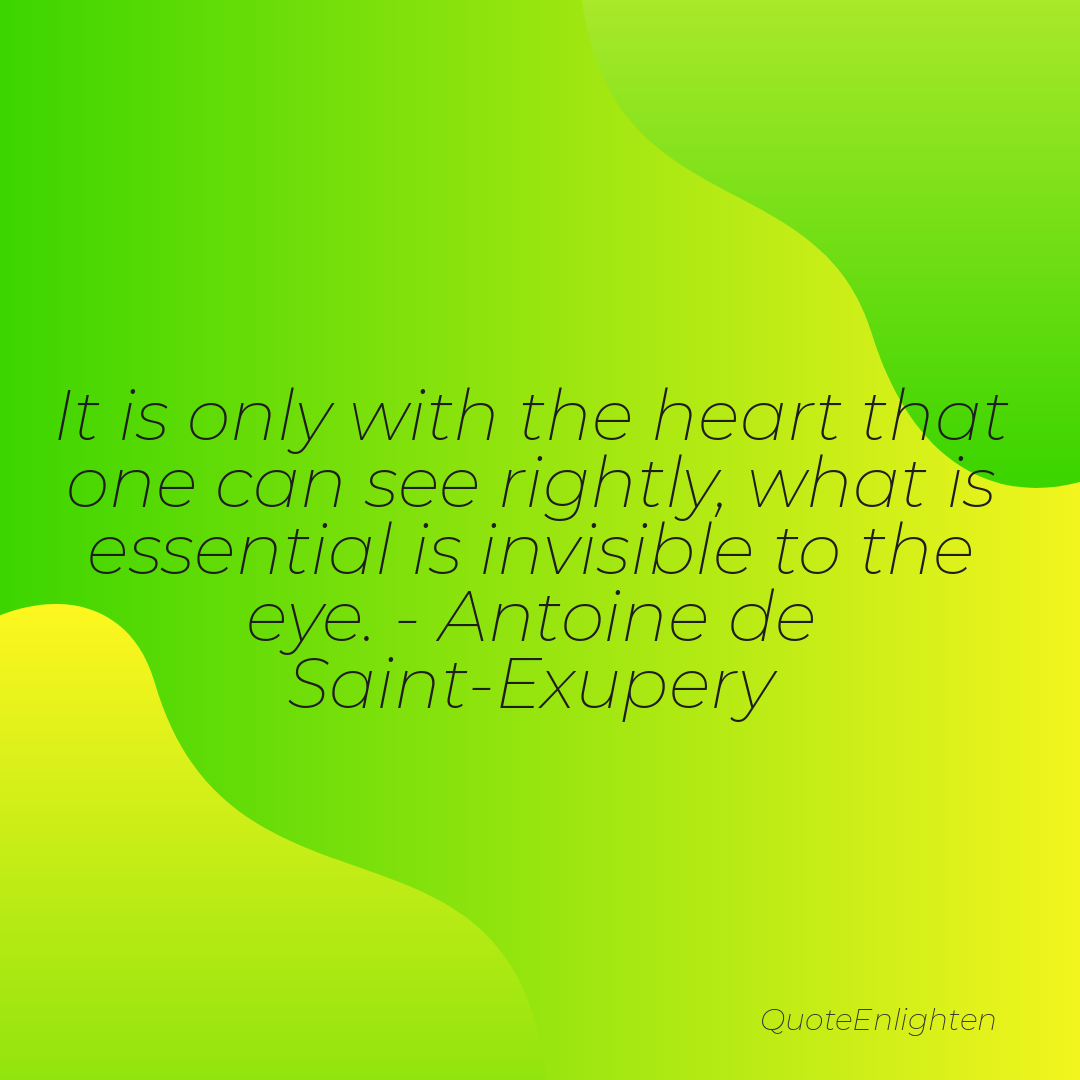 It is only with the heart that
one can see rightly, what is
essential is invisible to the
eye. - Antoine de
Saint-Exupery
QuoteEnlighten